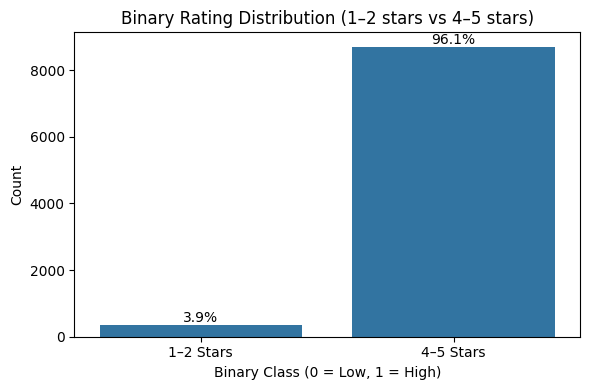 Binary Rating Distribution (1–2 stars vs 4–5 stars)
96.1%
8000
6000
Count
4000
2000
3.9%
0
1–2 Stars
4–5 Stars
Binary Class (0 = Low, 1 = High)